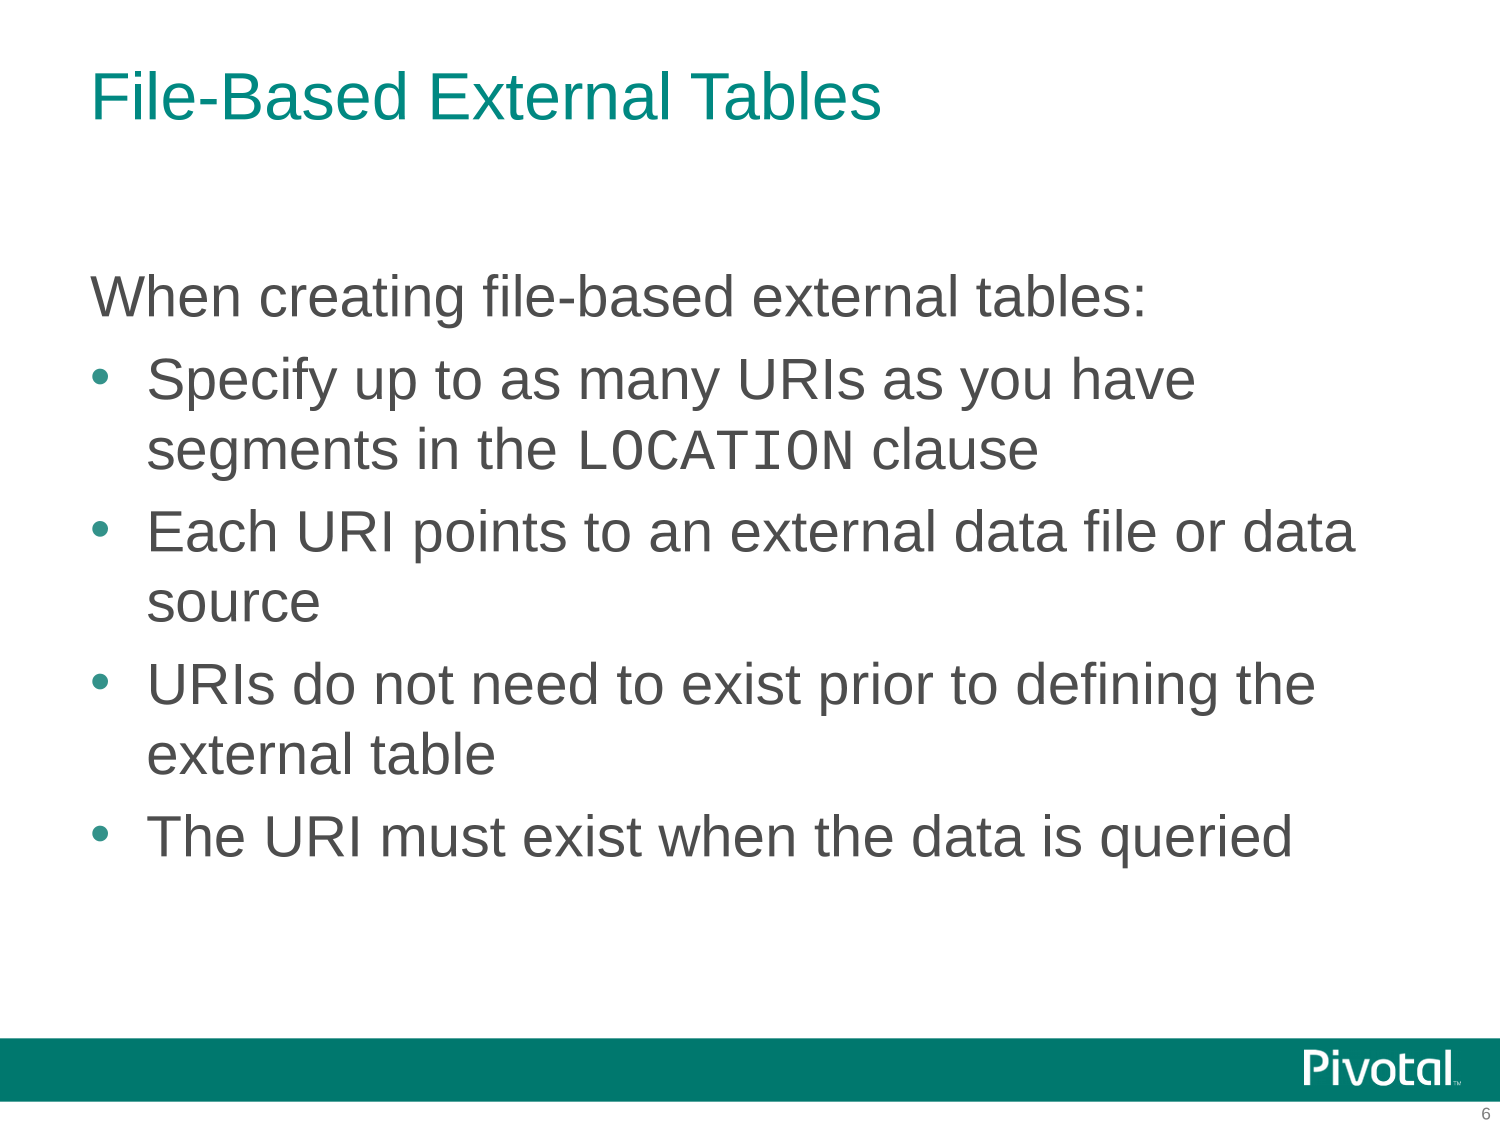 File-Based External Tables
When creating file-based external tables:
• Specify up to as many URIs as you have
segments in the LOCATION clause
• Each URI points to an external data file or data
source
• URIs do not need to exist prior to defining the
external table
• The URI must exist when the data is queried
Pivotal™
6